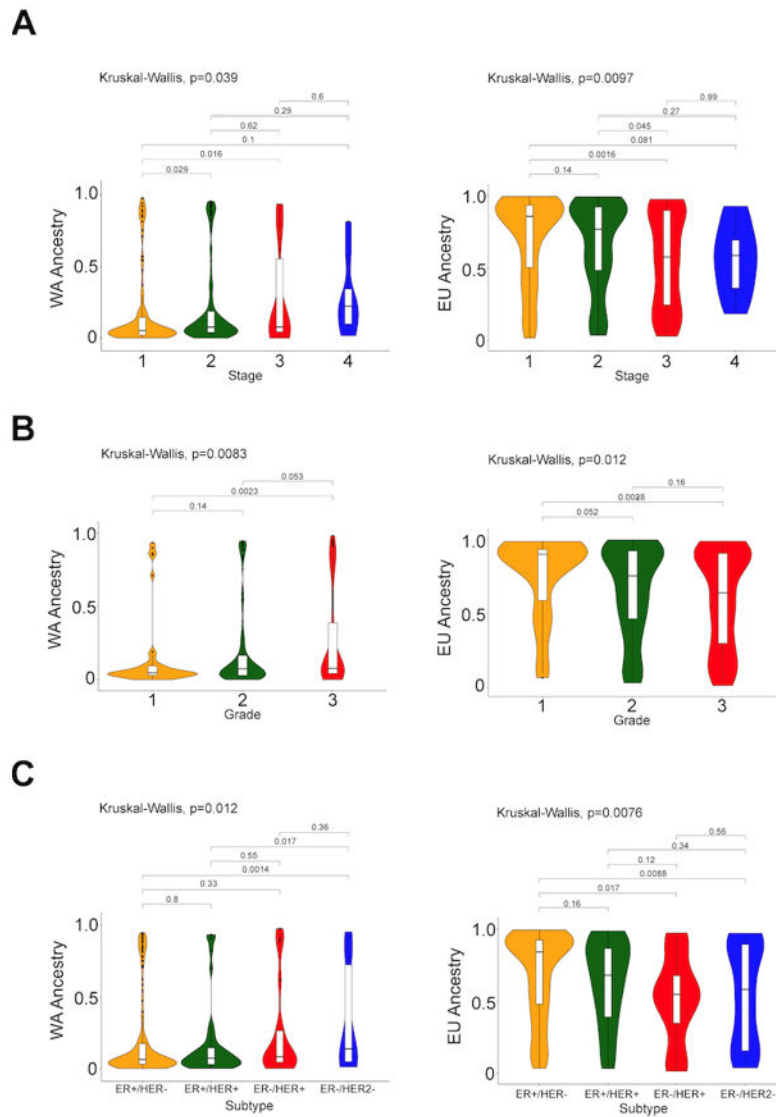 A
Kruskal-Wallis, p=0.039
0.6
0.29
0.62
0.1
0.016
0.029
WA Ancestry
1.0
0.5
0
1 2 3 4
Stage
Kruskal-Wallis, p=0.0097
0.99
0.27
0.045
0.081
0.0016
0.14
EU Ancestry
1.0
0.5
0
1 2 3 4
Stage
B
Kruskal-Wallis, p=0.0083
0.053
0.0023
0.14
WA Ancestry
1.0
0.5
0
1 2 3
Grade
Kruskal-Wallis, p=0.012
0.16
0.0028
0.052
EU Ancestry
1.0
0.5
0
1 2 3
Grade
C
Kruskal-Wallis, p=0.012
0.36
0.017
0.55
0.0014
0.33
0.8
WA Ancestry
1.0
0.5
0
ER+/HER- ER+/HER+ ER-/HER+ ER-/HER2-
Subtype
Kruskal-Wallis, p=0.0076
0.56
0.34
0.12
0.0088
0.017
0.16
EU Ancestry
1.0
0.5
0
ER+/HER- ER+/HER+ ER-/HER+ ER-/HER2-
Subtype